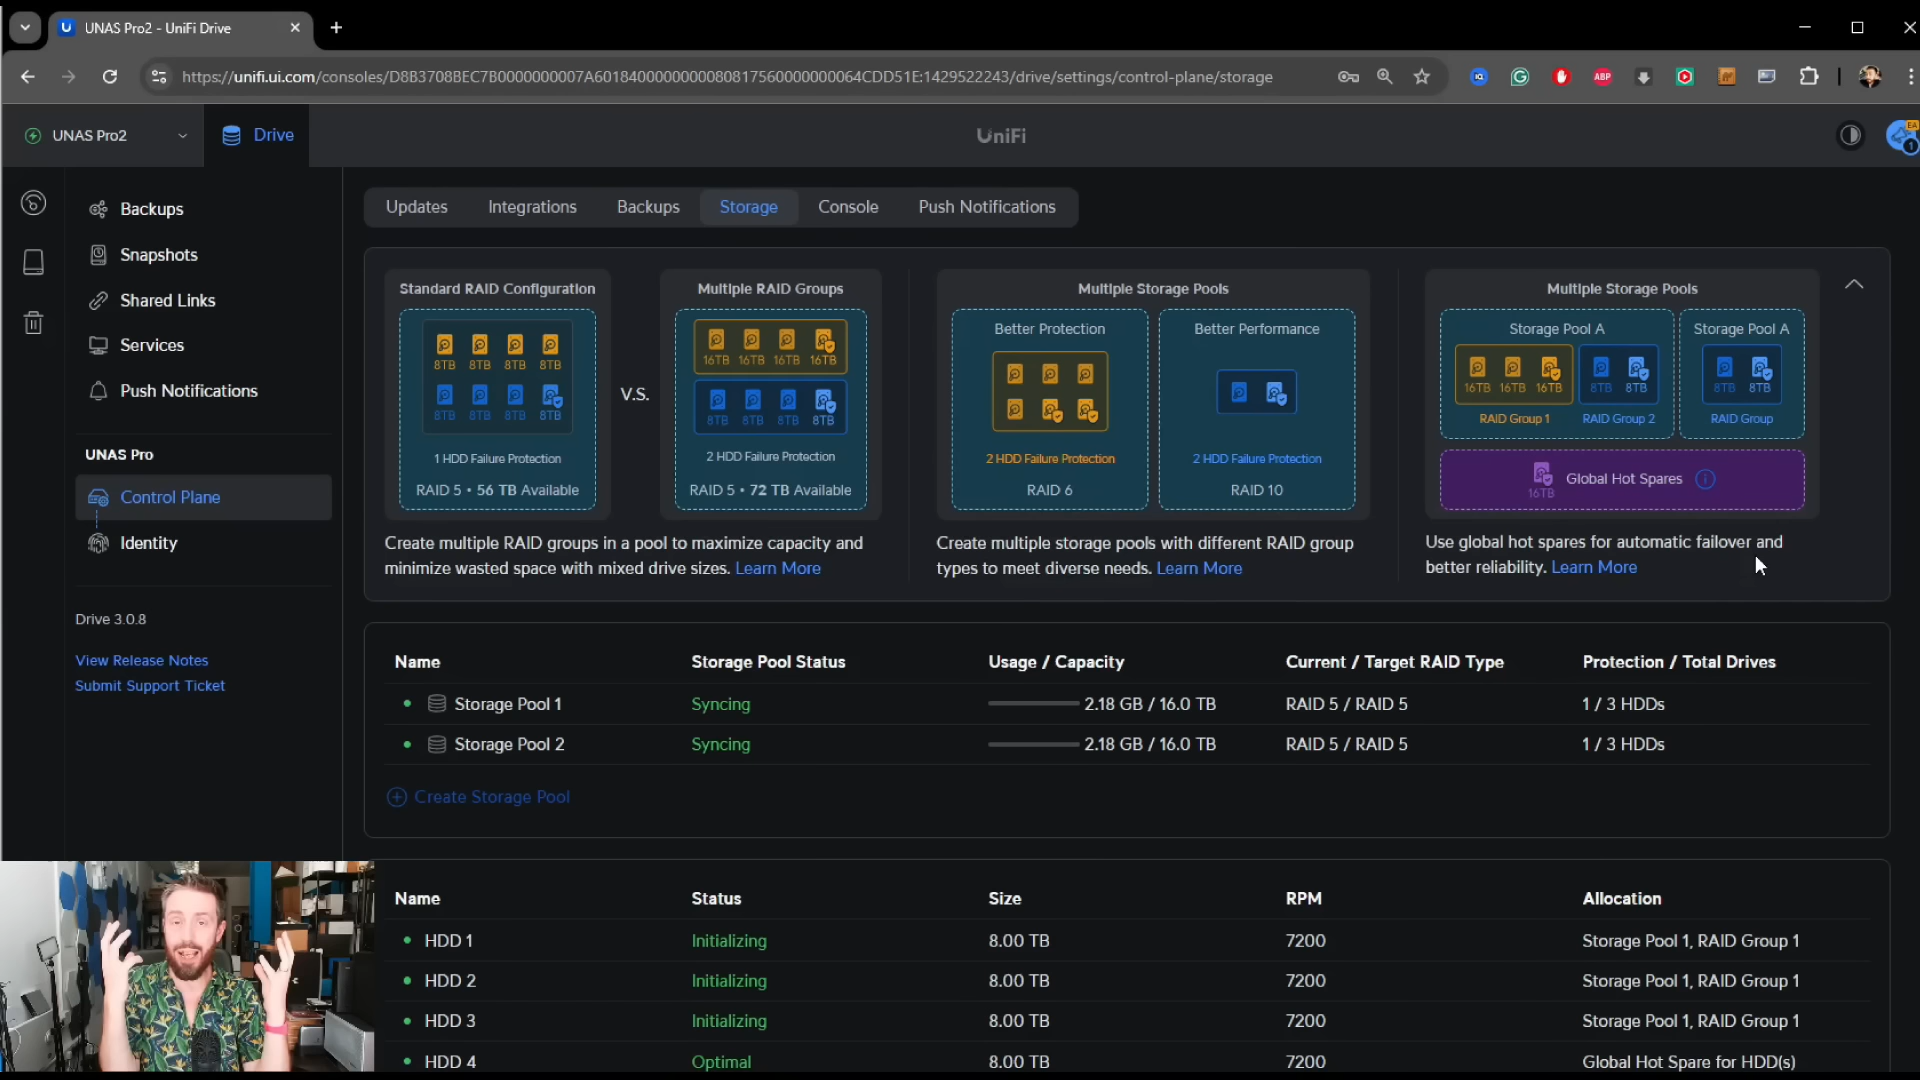 UNAS Pro2 - UniFi Drive
https://unifi.ui.com/consoles/D8B3708BEC7B0000000007A6018400000000080817560000000064CDD51E:1429522243/drive/settings/control-plane/storage
ABP
UNAS Pro2
Drive
UniFi
EA
1
Backups
Snapshots
Shared Links
Services
Push Notifications
UNAS Pro
Control Plane
Identity
Drive 3.0.8
View Release Notes
Submit Support Ticket
Updates Integrations Backups Storage Console Push Notifications
Standard RAID Configuration
8TB 8TB 8TB 8TB
8TB 8TB 8TB 8TB
1 HDD Failure Protection
RAID 5 • 56 TB Available
V.S.
Multiple RAID Groups
16TB 16TB 16TB 16TB
8TB 8TB 8TB 8TB
2 HDD Failure Protection
RAID 5 • 72 TB Available
Create multiple RAID groups in a pool to maximize capacity and
minimize wasted space with mixed drive sizes. Learn More
Multiple Storage Pools
Better Protection
2 HDD Failure Protection
RAID 6
Better Performance
2 HDD Failure Protection
RAID 10
Create multiple storage pools with different RAID group
types to meet diverse needs. Learn More
Multiple Storage Pools
Storage Pool A
16TB 16TB 16TB 8TB 8TB
RAID Group 1 RAID Group 2
Storage Pool A
8TB 8TB
RAID Group
16TB
Global Hot Spares
Use global hot spares for automatic failover and
better reliability. Learn More
Name Storage Pool Status Usage / Capacity Current / Target RAID Type Protection / Total Drives
Storage Pool 1 Syncing 2.18 GB / 16.0 TB RAID 5 / RAID 5 1 / 3 HDDs
Storage Pool 2 Syncing 2.18 GB / 16.0 TB RAID 5 / RAID 5 1 / 3 HDDs
Create Storage Pool
Name Status Size RPM Allocation
HDD 1 Initializing 8.00 TB 7200 Storage Pool 1, RAID Group 1
HDD 2 Initializing 8.00 TB 7200 Storage Pool 1, RAID Group 1
HDD 3 Initializing 8.00 TB 7200 Storage Pool 1, RAID Group 1
HDD 4 Optimal 8.00 TB 7200 Global Hot Spare for HDD(s)